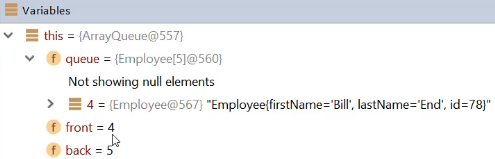 Variables
this = {ArrayQueue@557}
f queue = {Employee[5]@560}
Not showing null elements
4 = {Employee@567} "Employee{firstName='Bill', lastName='End', id=78}"
f front = 4
f back = 5